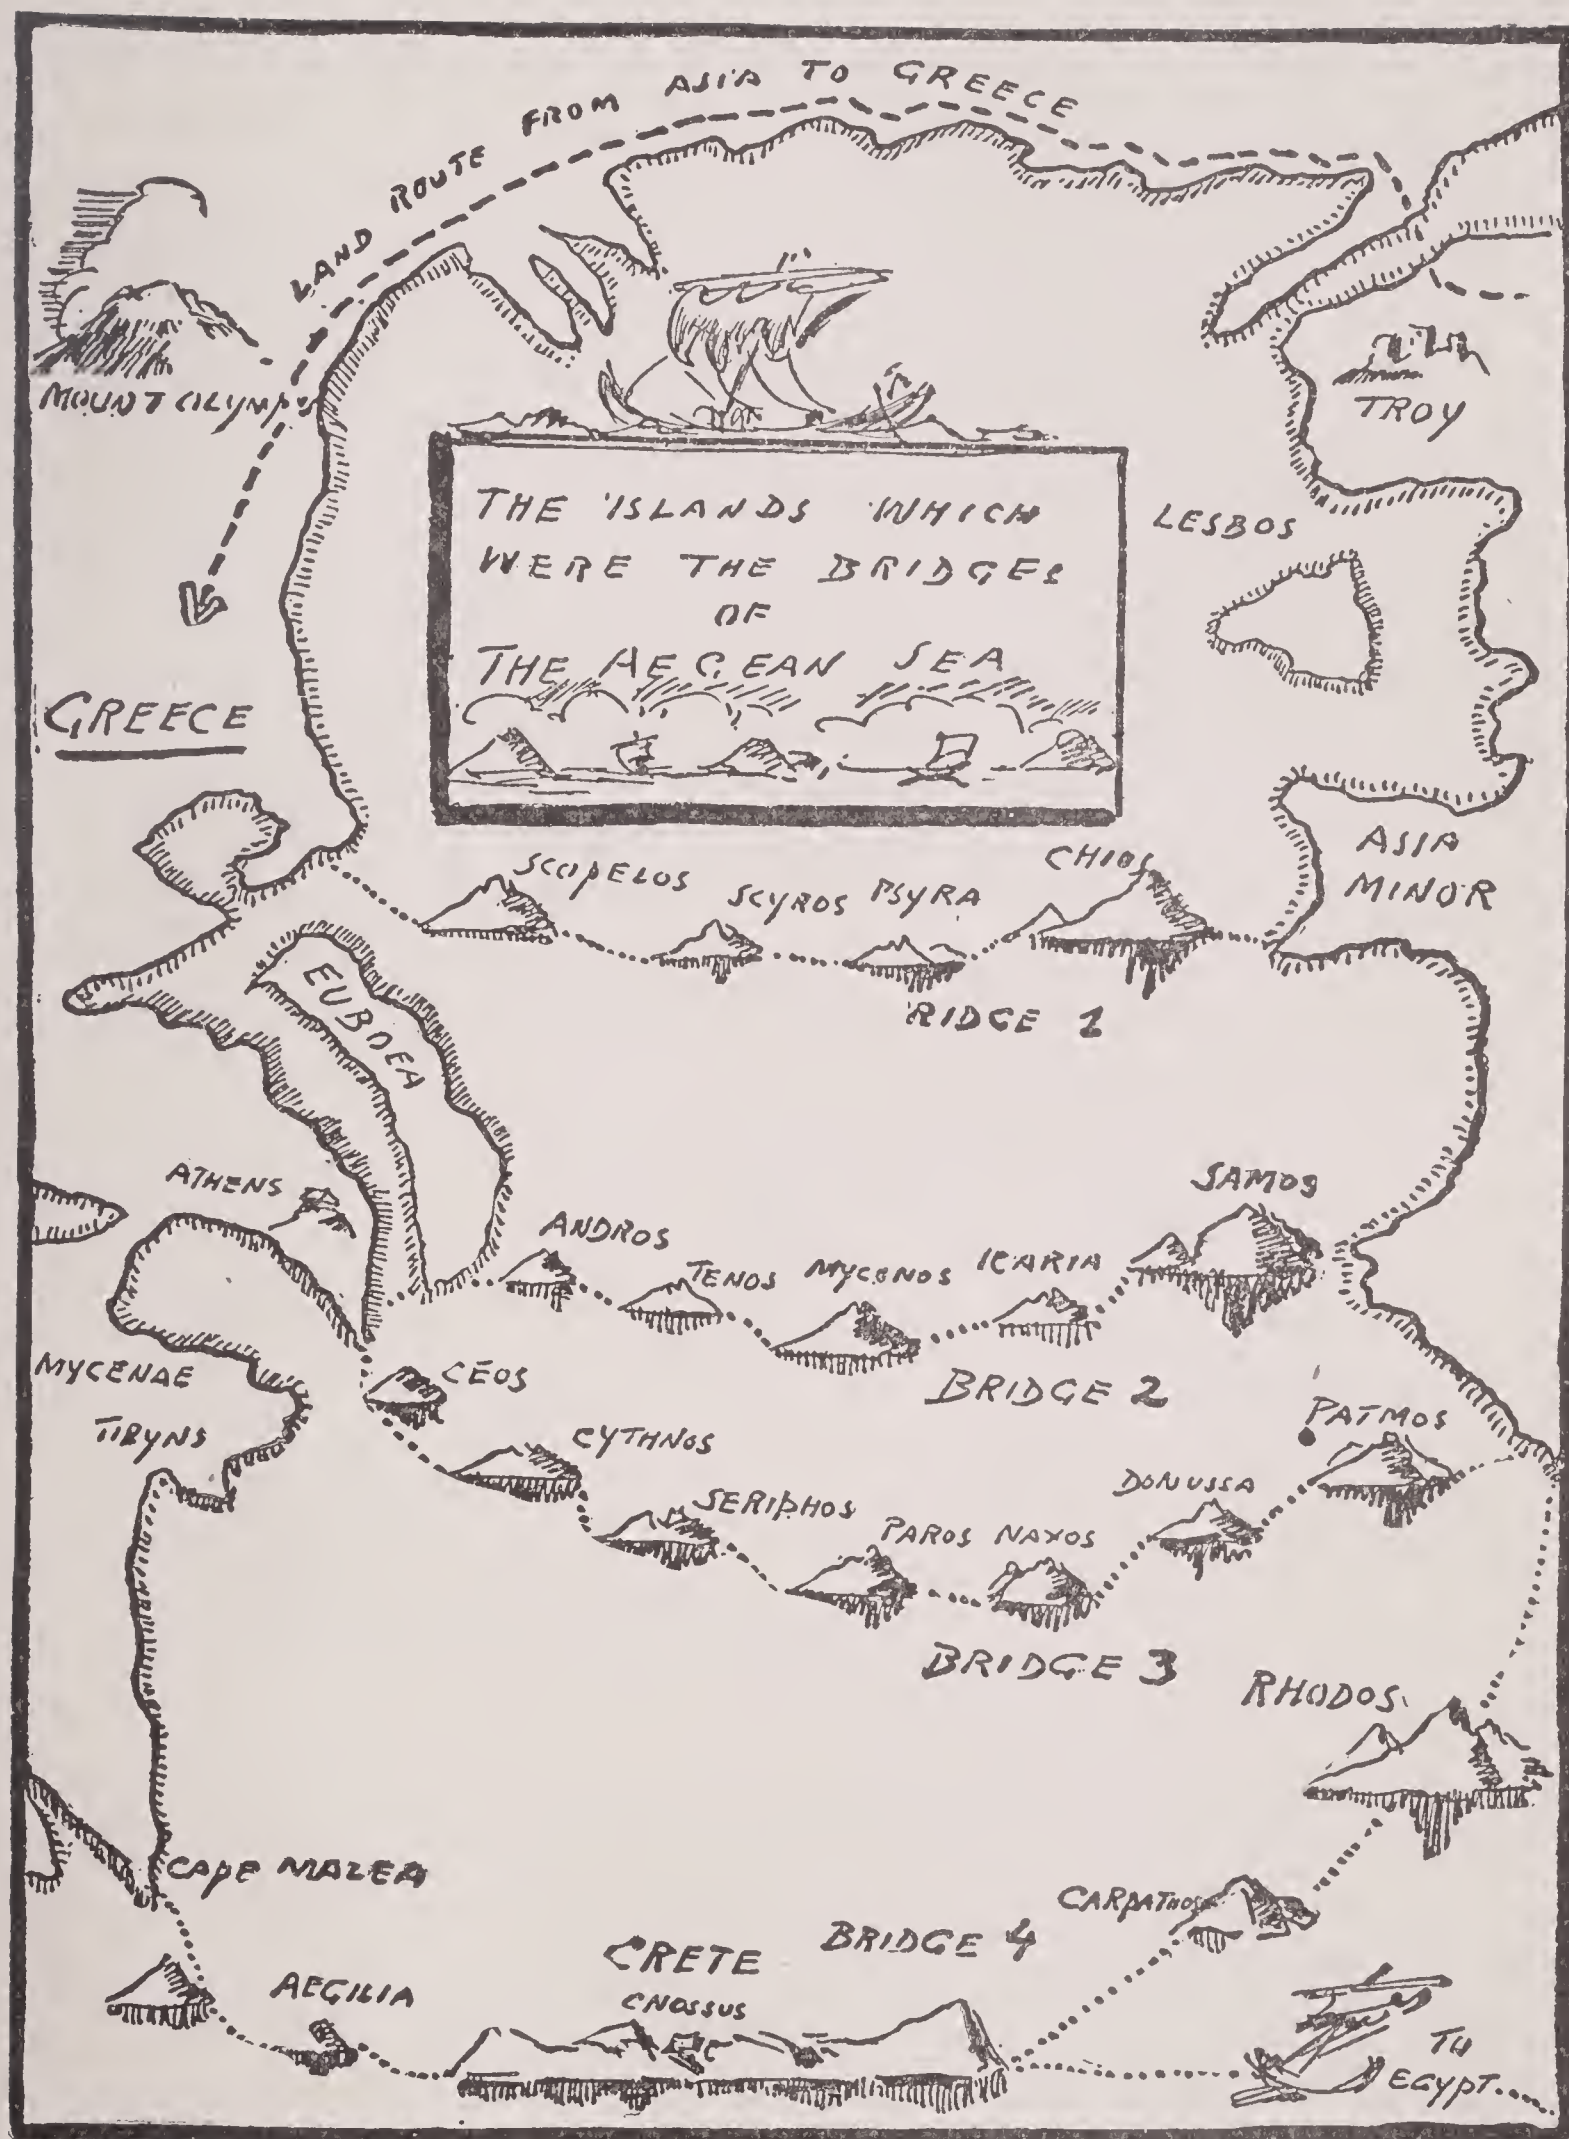 LAND ROUTE FROM ASIA TO GREECE
MOUNT OLYMPUS
TROY
THE ISLANDS WHICH
WERE THE BRIDGES
OF
THE AEGEAN SEA
LESBOS
GREECE
ASIA
MINOR
SCOPELOS
SCYROS
PSYRA
CHIOS
RIDGE 1
EUBOEA
ATHENS
ANDROS
TENOS
MYCONOS
ICARIA
SAMOS
BRIDGE 2
MYCENAE
TIRYNS
CEOS
CYTHNOS
SERIPHOS
PAROS
NAXOS
DONUSSA
PATMOS
BRIDGE 3
RHODOS
CAPE MALEA
AEGILIA
CRETE
CNOSSUS
BRIDGE 4
CARPATHOS
TO
EGYPT